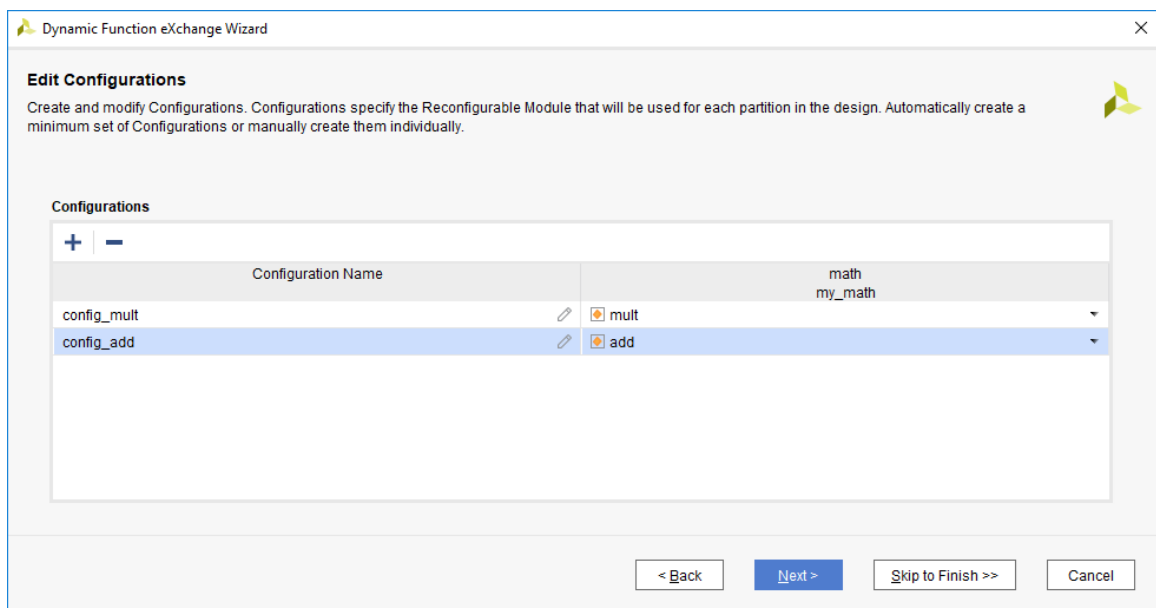 Dynamic Function eXchange Wizard
Edit Configurations
Create and modify Configurations. Configurations specify the Reconfigurable Module that will be used for each partition in the design. Automatically create a
minimum set of Configurations or manually create them individually.
Configurations
Configuration Name
math
my_math
config_mult
mult
config_add
add
< Back
Next >
Skip to Finish >>
Cancel